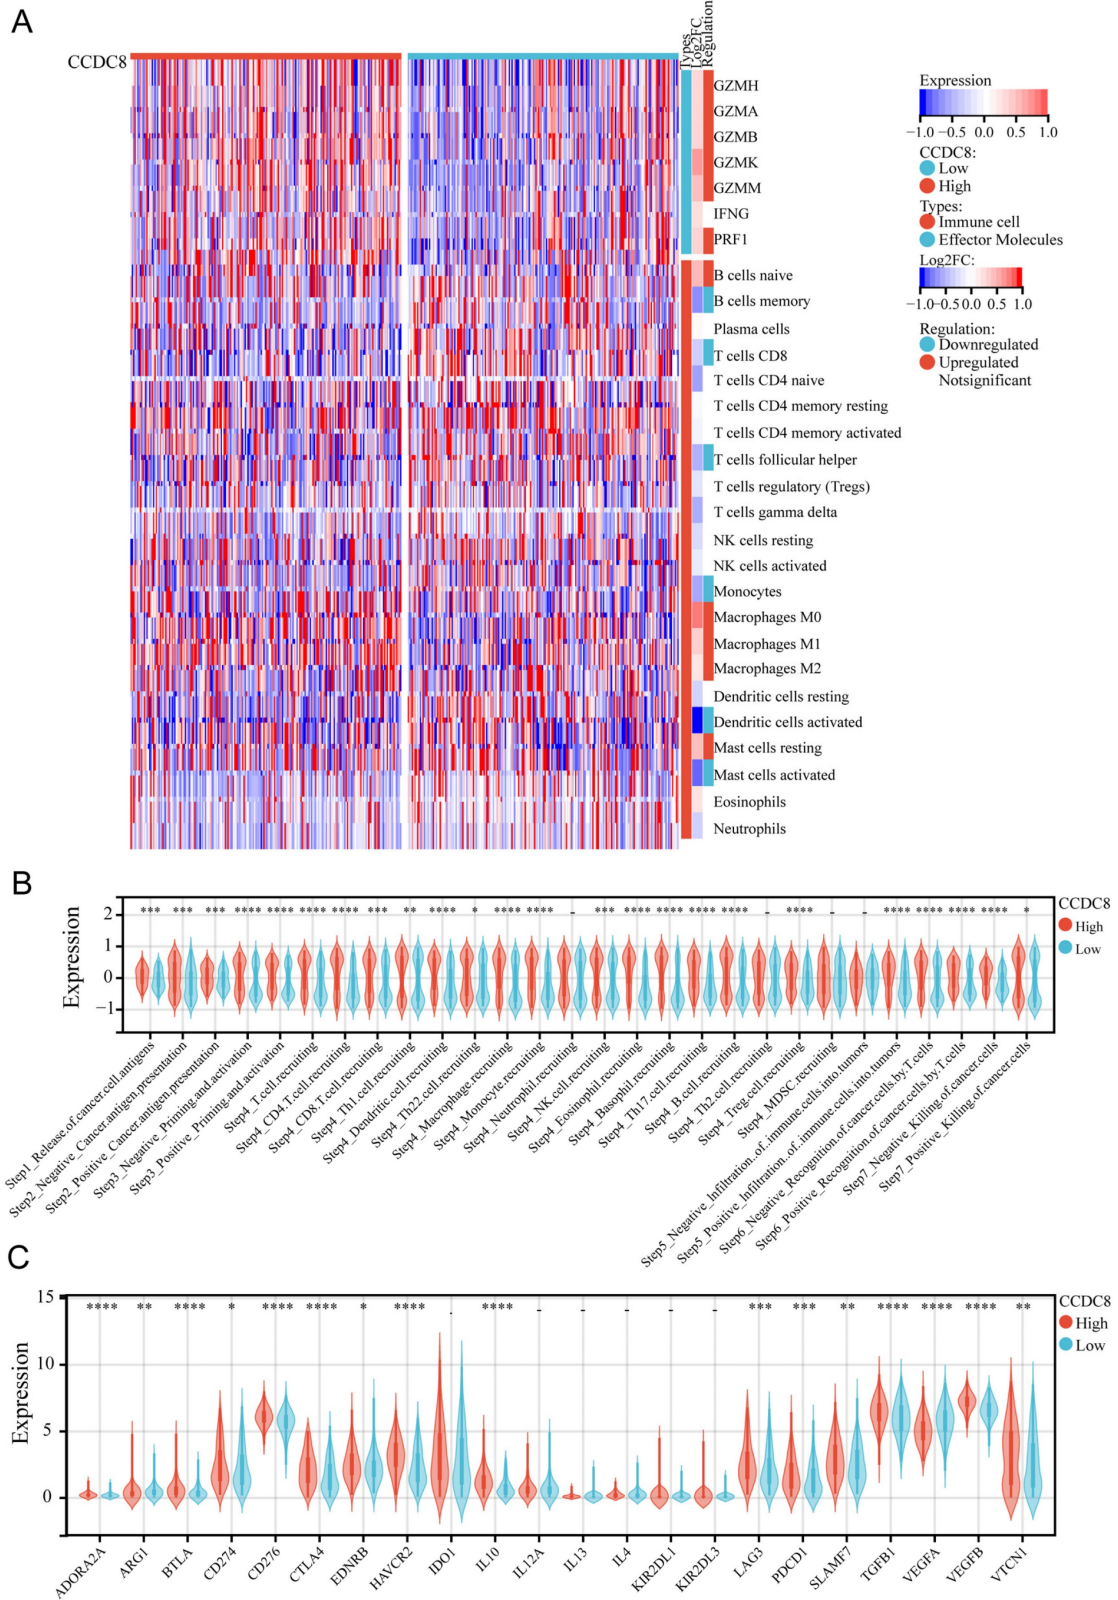 A
CCDC8
Types
Log2FC
Regulation
GZMH
GZMA
GZMB
GZMK
GZMM
IFNG
PRF1
B cells naive
B cells memory
Plasma cells
T cells CD8
T cells CD4 naive
T cells CD4 memory resting
T cells CD4 memory activated
T cells follicular helper
T cells regulatory (Tregs)
T cells gamma delta
NK cells resting
NK cells activated
Monocytes
Macrophages M0
Macrophages M1
Macrophages M2
Dendritic cells resting
Dendritic cells activated
Mast cells resting
Mast cells activated
Eosinophils
Neutrophils
Expression
−1.0 −0.5 0.0 0.5 1.0
CCDC8:
Low
High
Types:
Immune cell
Effector Molecules
Log2FC:
−1.0−0.5 0.0 0.5 1.0
Regulation:
Downregulated
Upregulated
Notsignificant
B
Expression
2
1
0
−1
*** *** *** **** **** **** **** *** ** **** * **** **** - *** **** **** **** **** - **** - - **** **** **** **** *
CCDC8
High
Low
Step1_Release.of.cancer.cell.antigens
Step2_Negative_Cancer.antigen.presentation
Step2_Positive_Cancer.antigen.presentation
Step3_Negative_Priming.and.activation
Step3_Positive_Priming.and.activation
Step4_T.cell.recruiting
Step4_CD4.T.cell.recruiting
Step4_CD8.T.cell.recruiting
Step4_Th1.cell.recruiting
Step4_Dendritic.cell.recruiting
Step4_Th22.cell.recruiting
Step4_Macrophage.recruiting
Step4_Monocyte.recruiting
Step4_Neutrophil.recruiting
Step4_NK.cell.recruiting
Step4_Eosinophil.recruiting
Step4_Basophil.recruiting
Step4_Th17.cell.recruiting
Step4_B.cell.recruiting
Step4_Th2.cell.recruiting
Step4_Treg.cell.recruiting
Step4_MDSC.recruiting
Step5_Negative_Infiltration..of..immune.cells.into.tumors
Step5_Positive_Infiltration..of..immune.cells.into.tumors
Step6_Negative_Recognition.of.cancer.cells.by.T.cells
Step6_Positive_Recognition.of.cancer.cells.by.T.cells
Step7_Negative_Killing.of.cancer.cells
Step7_Positive_Killing.of.cancer.cells
C
Expression
15
10
5
0
**** ** **** * **** **** * **** . **** - - - - - *** *** ** **** **** **** **
CCDC8
High
Low
ADORA2A
ARG1
BTLA
CD274
CD276
CTLA4
EDNRB
HAVCR2
IDO1
IL10
IL12A
IL13
IL4
KIR2DL1
KIR2DL3
LAG3
PDCD1
SLAMF7
TGFB1
VEGFA
VEGFB
VTCN1